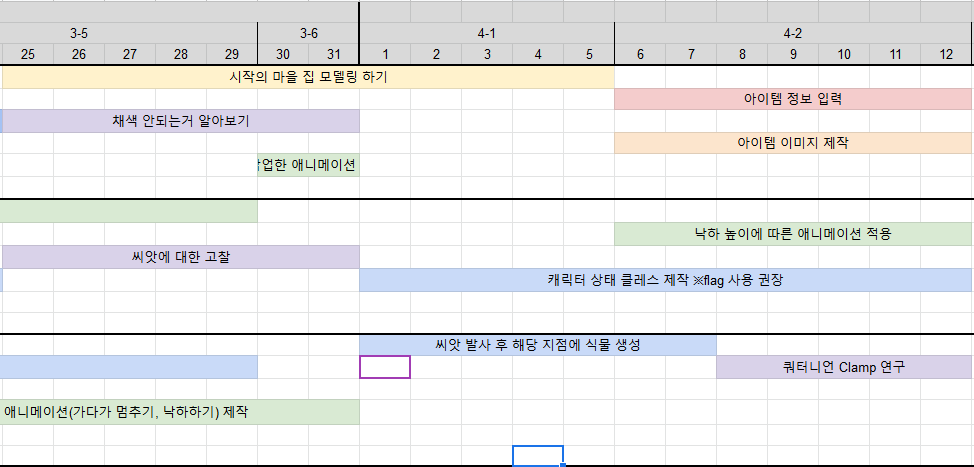 3-5 3-6 4-1 4-2
25 26 27 28 29 30 31 1 2 3 4 5 6 7 8 9 10 11 12
시작의 마을 집 모델링 하기
아이템 정보 입력
채색 안되는거 알아보기
아이템 이미지 제작
애니메이션
낙하 높이에 따른 애니메이션 적용
씨앗에 대한 고찰
캐릭터 상태 클레스 제작 ※flag 사용 권장
씨앗 발사 후 해당 지점에 식물 생성
쿼터니언 Clamp 연구
애니메이션(가다가 멈추기, 낙하하기) 제작